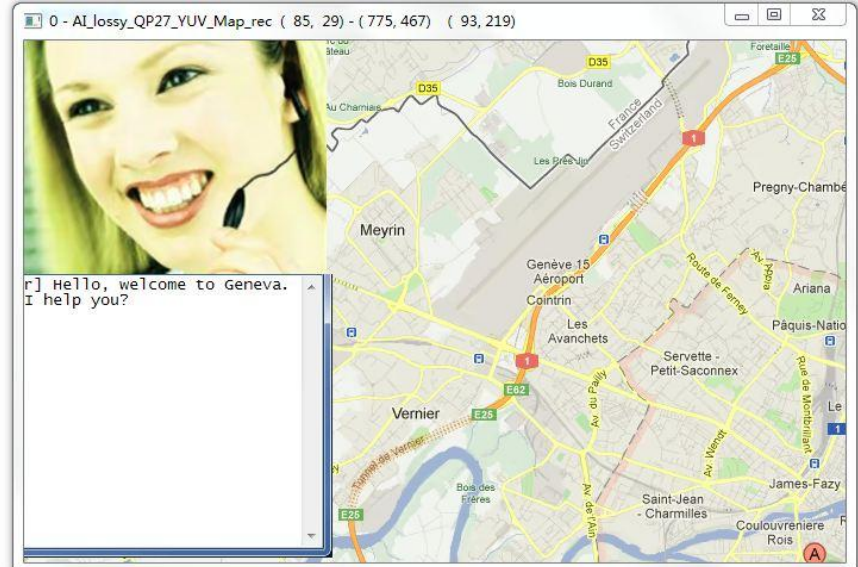 0 - AI_lossy_QP27_YUV_Map_rec ( 85, 29) - ( 775, 467) ( 93, 219)
r] Hello, welcome to Geneva.
I help you?
Foretaille
E25
D35
D35
Bois Durand
Au Charnais
France
Switzerland
1
Les Prés Jin
Pregny-Chambé
Meyrin
Genève 15
Aéroport
Cointrin
Route de Ferney
Ariana
Les
Avanchets
Pâquis-Natio
Servette -
Petit-Saconnex
1
E62
Av. du Pailly
Rue de Montbrillant
Vernier
E25
Le
1
Av. Wendt
Tunnel de Vernier
James-Fazy
Bois des
Frères
Av. de l'Ain
Saint-Jean
- Charmilles
E25
Coulouvreniere
Rois
A